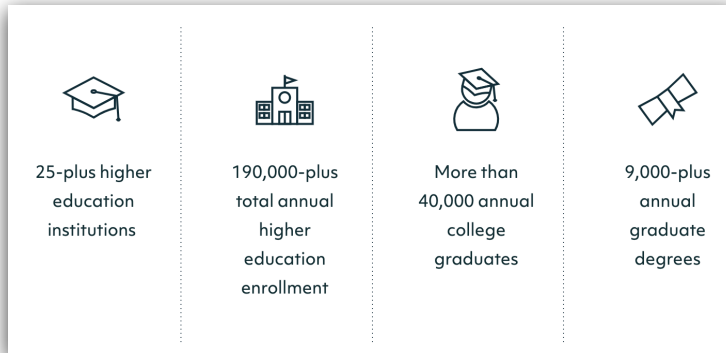 25-plus higher
education
institutions
190,000-plus
total annual
higher
education
enrollment
More than
40,000 annual
college
graduates
9,000-plus
annual
graduate
degrees